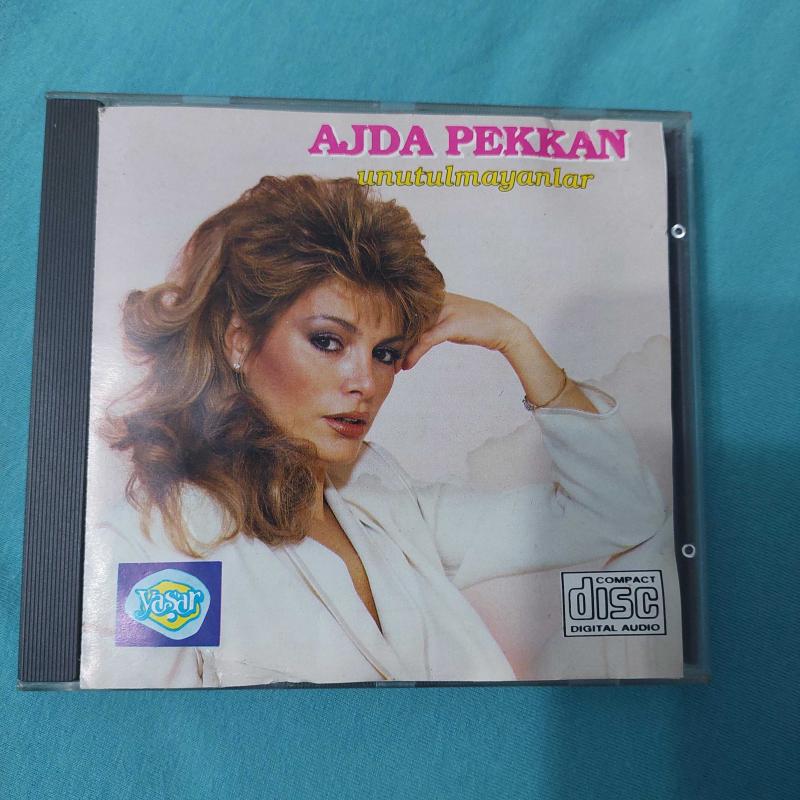 AJDA PEKKAN
unutulmayanlar
yaşar
COMPACT
disc
DIGITAL AUDIO